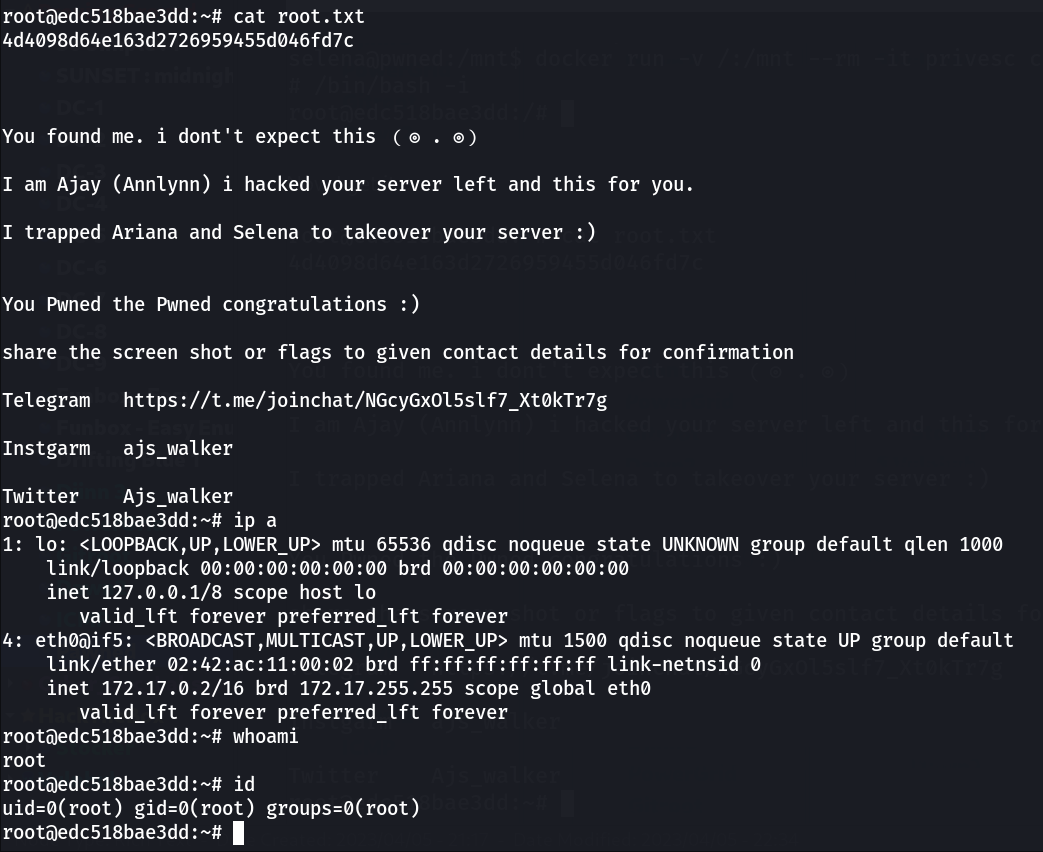 root@edc518bae3dd:~# cat root.txt
4d4098d64e163d2726959455d046fd7c
You found me. i dont't expect this (⊙ . ⊙)
I am Ajay (Annlynn) i hacked your server left and this for you.
I trapped Ariana and Selena to takeover your server :)
You Pwned the Pwned congratulations :)
share the screen shot or flags to given contact details for confirmation
Telegram   https://t.me/joinchat/NGcyGxOl5slf7_Xt0kTr7g
Instgarm   ajs_walker
Twitter    Ajs_walker
root@edc518bae3dd:~# ip a
1: lo: <LOOPBACK,UP,LOWER_UP> mtu 65536 qdisc noqueue state UNKNOWN group default qlen 1000
    link/loopback 00:00:00:00:00:00 brd 00:00:00:00:00:00
    inet 127.0.0.1/8 scope host lo
       valid_lft forever preferred_lft forever
4: eth0@if5: <BROADCAST,MULTICAST,UP,LOWER_UP> mtu 1500 qdisc noqueue state UP group default
    link/ether 02:42:ac:11:00:02 brd ff:ff:ff:ff:ff:ff link-netnsid 0
    inet 172.17.0.2/16 brd 172.17.255.255 scope global eth0
       valid_lft forever preferred_lft forever
root@edc518bae3dd:~# whoami
root
root@edc518bae3dd:~# id
uid=0(root) gid=0(root) groups=0(root)
root@edc518bae3dd:~#